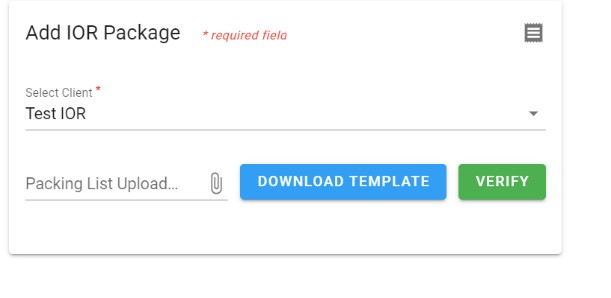 Add IOR Package * required field
Select Client *
Test IOR
Packing List Upload... DOWNLOAD TEMPLATE VERIFY